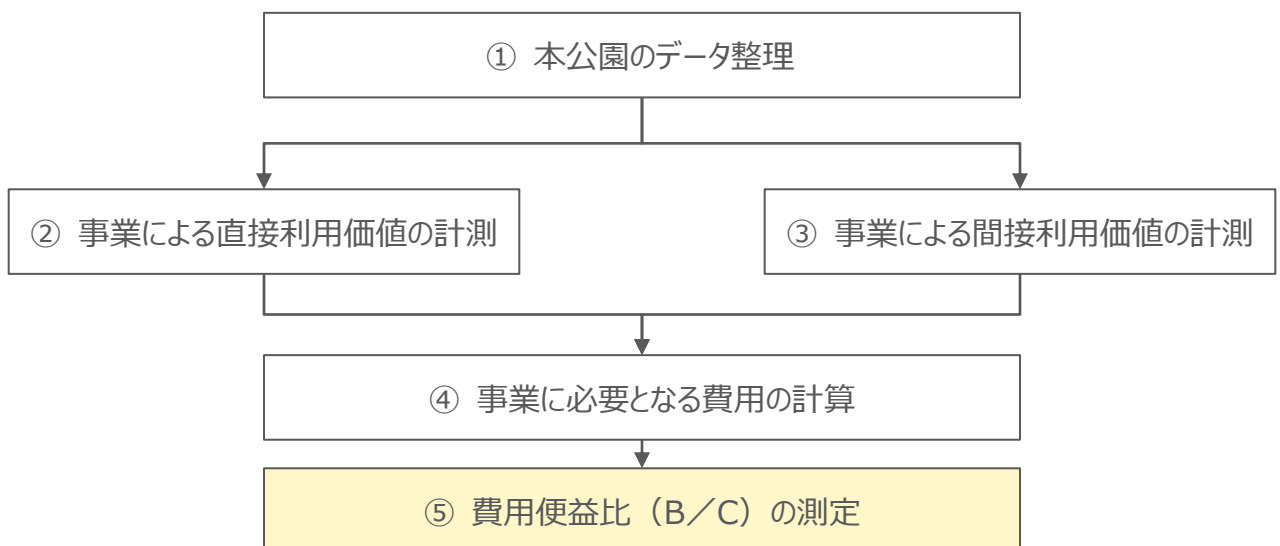 ① 本公園のデータ整理
② 事業による直接利用価値の計測
③ 事業による間接利用価値の計測
④ 事業に必要となる費用の計算
⑤ 費用便益比（B／C）の測定